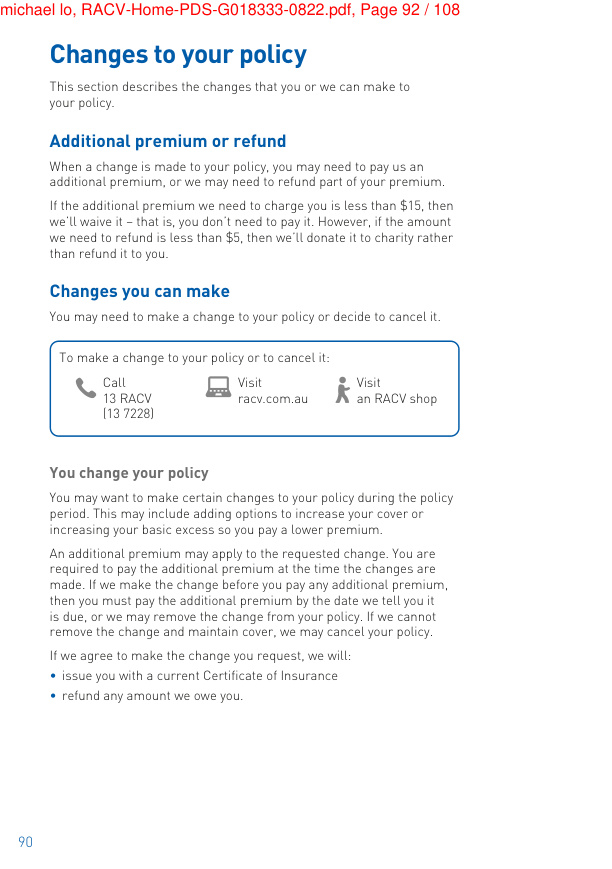 michael lo, RACV-Home-PDS-G018333-0822.pdf, Page 92 / 108
Changes to your policy
This section describes the changes that you or we can make to
your policy.
Additional premium or refund
When a change is made to your policy, you may need to pay us an
additional premium, or we may need to refund part of your premium.
If the additional premium we need to charge you is less than $15, then
we'll waive it – that is, you don't need to pay it. However, if the amount
we need to refund is less than $5, then we'll donate it to charity rather
than refund it to you.
Changes you can make
You may need to make a change to your policy or decide to cancel it.
To make a change to your policy or to cancel it:
Call
13 RACV
(13 7228)
Visit
racv.com.au
Visit
an RACV shop
You change your policy
You may want to make certain changes to your policy during the policy
period. This may include adding options to increase your cover or
increasing your basic excess so you pay a lower premium.
An additional premium may apply to the requested change. You are
required to pay the additional premium at the time the changes are
made. If we make the change before you pay any additional premium,
then you must pay the additional premium by the date we tell you it
is due, or we may remove the change from your policy. If we cannot
remove the change and maintain cover, we may cancel your policy.
If we agree to make the change you request, we will:
• issue you with a current Certificate of Insurance
• refund any amount we owe you.
90